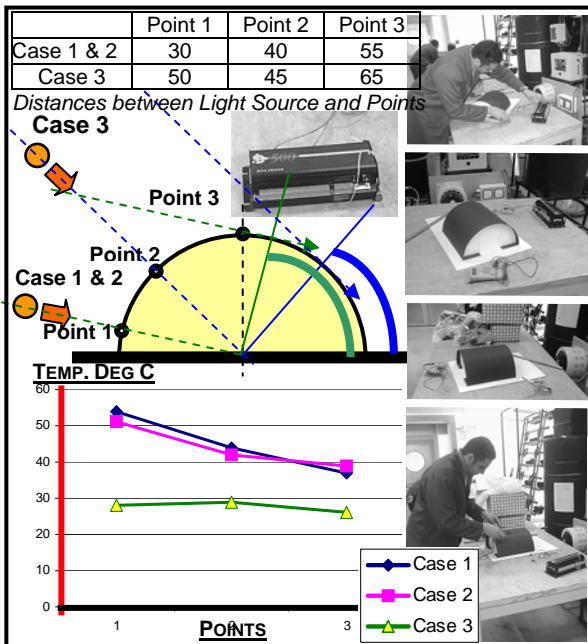 Point 1 Point 2 Point 3
Case 1 & 2 30 40 55
Case 3 50 45 65
Distances between Light Source and Points
Case 3
500
Point 3
Point 2
Case 1 & 2
Point 1
TEMP. DEG C
60
50
40
30
20
10
0
1 2 3
POINTS
Case 1
Case 2
Case 3